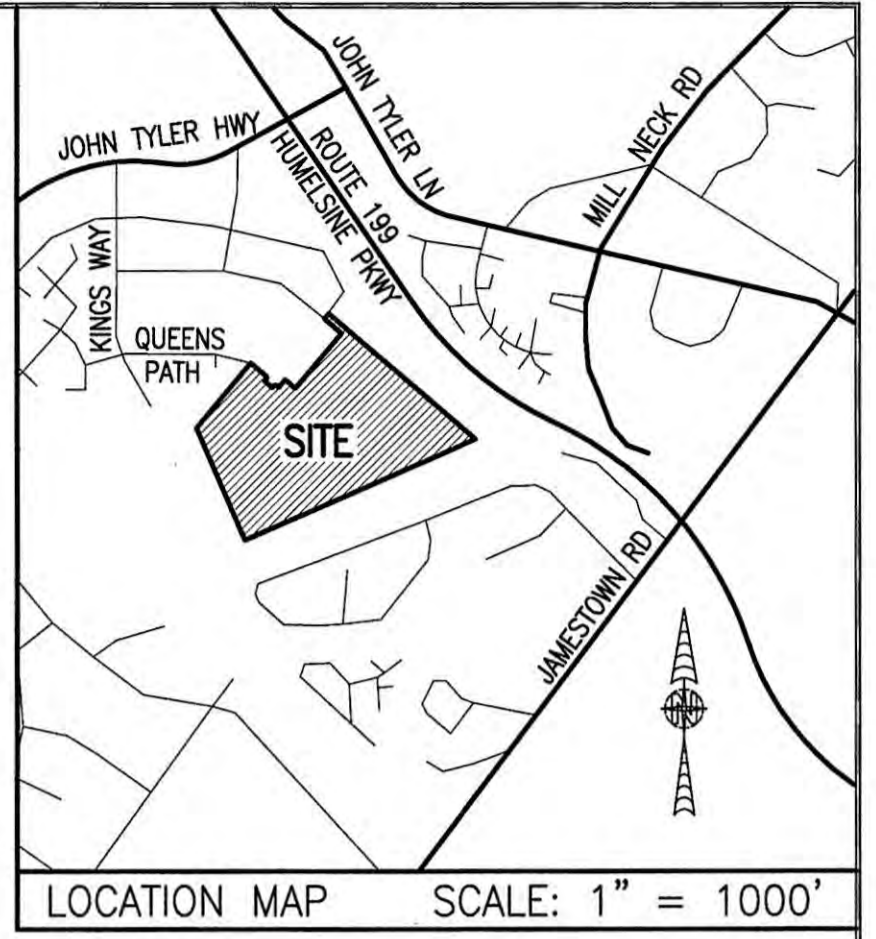 JOHN TYLER HWY
JOHN TYLER LN
ROUTE 199
HUMELSINE PKWY
MILL NECK RD
KINGS WAY
QUEENS
PATH
SITE
JAMESTOWN RD
LOCATION MAP SCALE: 1" = 1000'